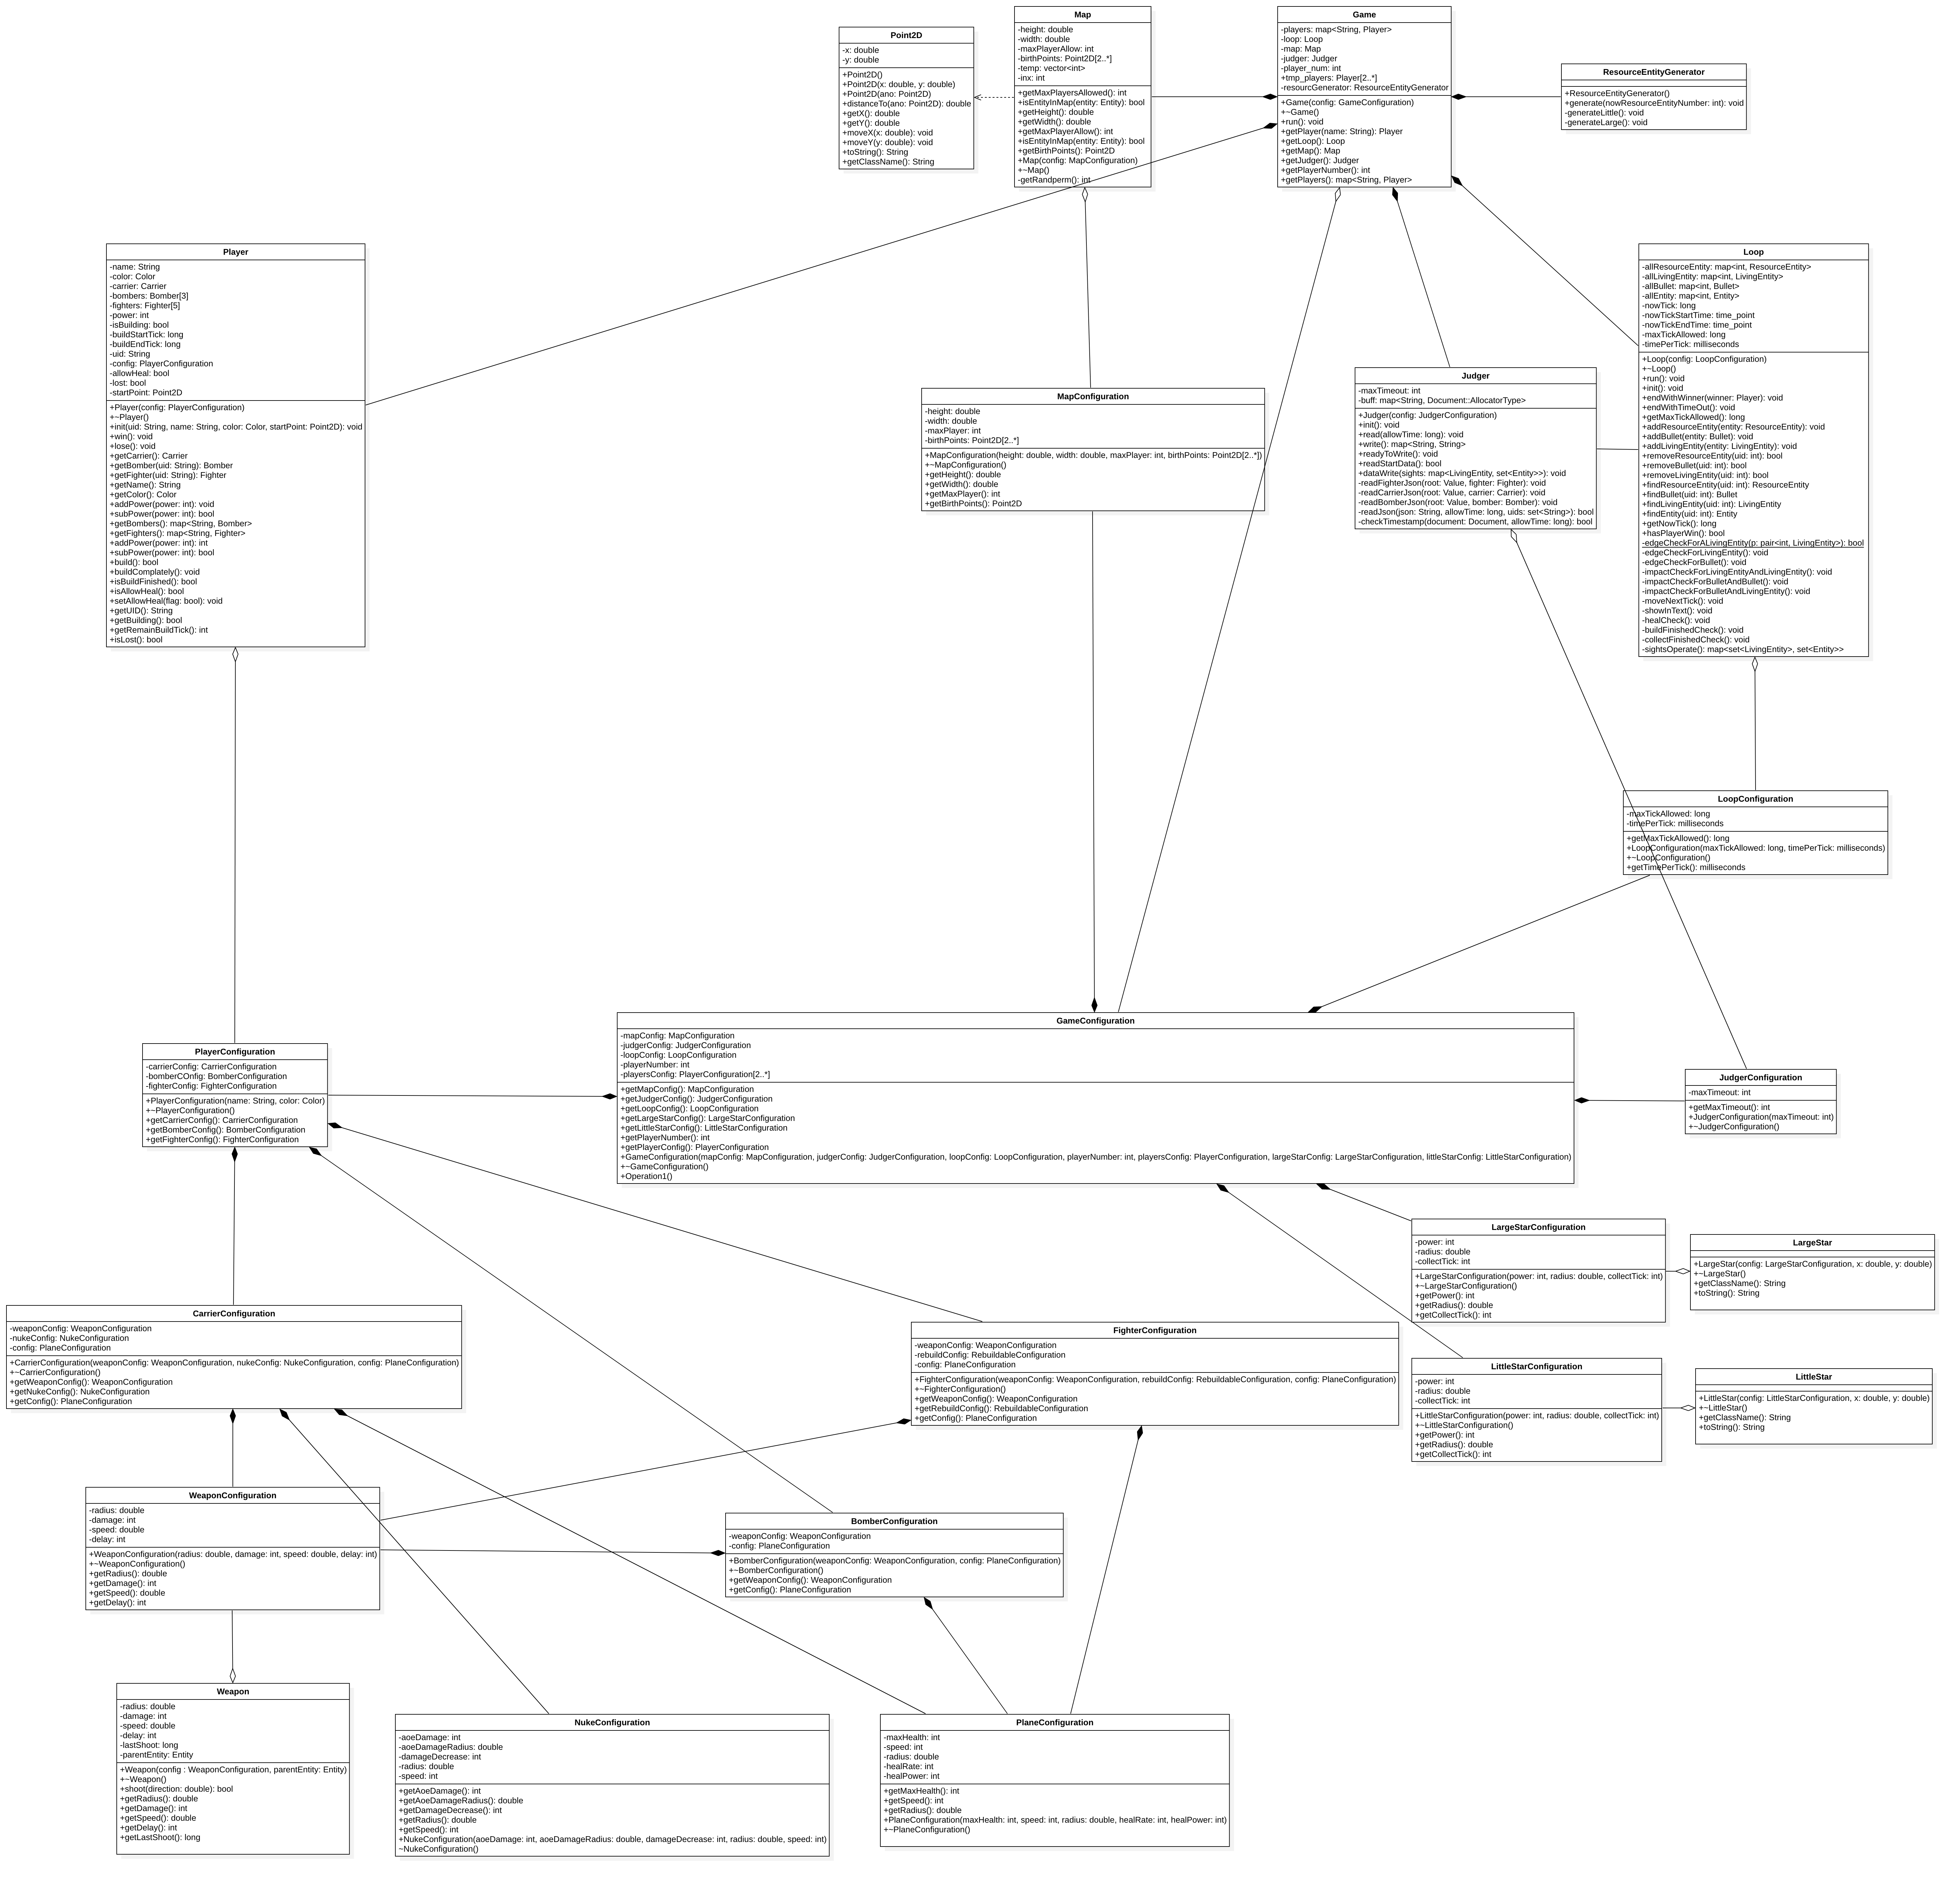 Point2D
-x: double
-y: double
+Point2D()
+Point2D(x: double, y: double)
+Point2D(ano: Point2D)
+distanceTo(ano: Point2D): double
+getX(): double
+getY(): double
+moveX(x: double): void
+moveY(y: double): void
+toString(): String
+getClassName(): String
Map
-height: double
-width: double
-maxPlayerAllow: int
-birthPoints: Point2D[2..*]
-temp: vector<int>
-inx: int
+getMaxPlayersAllowed(): int
+isEntityInMap(entity: Entity): bool
+getHeight(): double
+getWidth(): double
+getMaxPlayerAllow(): int
+isEntityInMap(entity: Entity): bool
+getBirthPoints(): Point2D
+Map(config: MapConfiguration)
+~Map()
-getRandperm(): int
Game
-players: map<String, Player>
-loop: Loop
-map: Map
-judger: Judger
-player_num: int
+tmp_players: Player[2..*]
-resourcGenerator: ResourceEntityGenerator
+Game(config: GameConfiguration)
+~Game()
+run(): void
+getPlayer(name: String): Player
+getLoop(): Loop
+getMap(): Map
+getJudger(): Judger
+getPlayerNumber(): int
+getPlayers(): map<String, Player>
ResourceEntityGenerator
+ResourceEntityGenerator()
+generate(nowResourceEntityNumber: int): void
-generateLittle(): void
-generateLarge(): void
Player
-name: String
-color: Color
-carrier: Carrier
-bombers: Bomber[3]
-fighters: Fighter[5]
-power: int
-isBuilding: bool
-buildStartTick: long
-buildEndTick: long
-uid: String
-config: PlayerConfiguration
-allowHeal: bool
-lost: bool
-startPoint: Point2D
+Player(config: PlayerConfiguration)
+~Player()
+init(uid: String, name: String, color: Color, startPoint: Point2D): void
+win(): void
+lose(): void
+getCarrier(): Carrier
+getBomber(uid: String): Bomber
+getFighter(uid: String): Fighter
+getName(): String
+getColor(): Color
+addPower(power: int): void
+subPower(power: int): bool
+getBombers(): map<String, Bomber>
+getFighters(): map<String, Fighter>
+addPower(power: int): int
+subPower(power: int): bool
+build(): bool
+buildComplately(): void
+isBuildFinished(): bool
+isAllowHeal(): bool
+setAllowHeal(flag: bool): void
+getUID(): String
+getBuilding(): bool
+getRemainBuildTick(): int
+isLost(): bool
Loop
-allResourceEntity: map<int, ResourceEntity>
-allLivingEntity: map<int, LivingEntity>
-allBullet: map<int, Bullet>
-allEntity: map<int, Entity>
-nowTick: long
-nowTickStartTime: time_point
-nowTickEndTime: time_point
-maxTickAllowed: long
-timePerTick: milliseconds
+Loop(config: LoopConfiguration)
+~Loop()
+run(): void
+init(): void
+endWithWinner(winner: Player): void
+endWithTimeOut(): void
+getMaxTickAllowed(): long
+addResourceEntity(entity: ResourceEntity): void
+addBullet(entity: Bullet): void
+addLivingEntity(entity: LivingEntity): void
+removeResourceEntity(uid: int): bool
+removeBullet(uid: int): bool
+removeLivingEntity(uid: int): bool
+findResourceEntity(uid: int): ResourceEntity
+findBullet(uid: int): Bullet
+findLivingEntity(uid: int): LivingEntity
+findEntity(uid: int): Entity
+getNowTick(): long
+hasPlayerWin(): bool
-edgeCheckForALivingEntity(p: pair<int, LivingEntity>): bool
-edgeCheckForLivingEntity(): void
-edgeCheckForBullet(): void
-impactCheckForLivingEntityAndLivingEntity(): void
-impactCheckForBulletAndBullet(): void
-impactCheckForBulletAndLivingEntity(): void
-moveNextTick(): void
-showInText(): void
-healCheck(): void
-buildFinishedCheck(): void
-collectFinishedCheck(): void
-sightsOperate(): map<set<LivingEntity>, set<Entity>>
Judger
-maxTimeout: int
-buff: map<String, Document::AllocatorType>
+Judger(config: JudgerConfiguration)
+init(): void
+read(allowTime: long): void
+write(): map<String, String>
+readyToWrite(): void
+readStartData(): bool
+dataWrite(sights: map<LivingEntity, set<Entity>>): void
-readFighterJson(root: Value, fighter: Fighter): void
-readCarrierJson(root: Value, carrier: Carrier): void
-readBomberJson(root: Value, bomber: Bomber): void
-readJson(json: String, allowTime: long, uids: set<String>): bool
-checkTimestamp(document: Document, allowTime: long): bool
MapConfiguration
-height: double
-width: double
-maxPlayer: int
-birthPoints: Point2D[2..*]
+MapConfiguration(height: double, width: double, maxPlayer: int, birthPoints: Point2D[2..*])
+~MapConfiguration()
+getHeight(): double
+getWidth(): double
+getMaxPlayer(): int
+getBirthPoints(): Point2D
LoopConfiguration
-maxTickAllowed: long
-timePerTick: milliseconds
+getMaxTickAllowed(): long
+LoopConfiguration(maxTickAllowed: long, timePerTick: milliseconds)
+~LoopConfiguration()
+getTimePerTick(): milliseconds
GameConfiguration
-mapConfig: MapConfiguration
-judgerConfig: JudgerConfiguration
-loopConfig: LoopConfiguration
-playerNumber: int
-playersConfig: PlayerConfiguration[2..*]
+getMapConfig(): MapConfiguration
+getJudgerConfig(): JudgerConfiguration
+getLoopConfig(): LoopConfiguration
+getLargeStarConfig(): LargeStarConfiguration
+getLittleStarConfig(): LittleStarConfiguration
+getPlayerNumber(): int
+getPlayerConfig(): PlayerConfiguration
+GameConfiguration(mapConfig: MapConfiguration, judgerConfig: JudgerConfiguration, loopConfig: LoopConfiguration, playerNumber: int, playersConfig: PlayerConfiguration, largeStarConfig: LargeStarConfiguration, littleStarConfig: LittleStarConfiguration)
+~GameConfiguration()
+Operation1()
PlayerConfiguration
-carrierConfig: CarrierConfiguration
-bomberCOnfig: BomberConfiguration
-fighterConfig: FighterConfiguration
+PlayerConfiguration(name: String, color: Color)
+~PlayerConfiguration()
+getCarrierConfig(): CarrierConfiguration
+getBomberConfig(): BomberConfiguration
+getFighterConfig(): FighterConfiguration
JudgerConfiguration
-maxTimeout: int
+getMaxTimeout(): int
+JudgerConfiguration(maxTimeout: int)
+~JudgerConfiguration()
LargeStarConfiguration
-power: int
-radius: double
-collectTick: int
+LargeStarConfiguration(power: int, radius: double, collectTick: int)
+~LargeStarConfiguration()
+getPower(): int
+getRadius(): double
+getCollectTick(): int
LargeStar
+LargeStar(config: LargeStarConfiguration, x: double, y: double)
+~LargeStar()
+getClassName(): String
+toString(): String
CarrierConfiguration
-weaponConfig: WeaponConfiguration
-nukeConfig: NukeConfiguration
-config: PlaneConfiguration
+CarrierConfiguration(weaponConfig: WeaponConfiguration, nukeConfig: NukeConfiguration, config: PlaneConfiguration)
+~CarrierConfiguration()
+getWeaponConfig(): WeaponConfiguration
+getNukeConfig(): NukeConfiguration
+getConfig(): PlaneConfiguration
FighterConfiguration
-weaponConfig: WeaponConfiguration
-rebuildConfig: RebuildableConfiguration
-config: PlaneConfiguration
+FighterConfiguration(weaponConfig: WeaponConfiguration, rebuildConfig: RebuildableConfiguration, config: PlaneConfiguration)
+~FighterConfiguration()
+getWeaponConfig(): WeaponConfiguration
+getRebuildConfig(): RebuildableConfiguration
+getConfig(): PlaneConfiguration
LittleStarConfiguration
-power: int
-radius: double
-collectTick: int
+LittleStarConfiguration(power: int, radius: double, collectTick: int)
+~LittleStarConfiguration()
+getPower(): int
+getRadius(): double
+getCollectTick(): int
LittleStar
+LittleStar(config: LittleStarConfiguration, x: double, y: double)
+~LittleStar()
+getClassName(): String
+toString(): String
WeaponConfiguration
-radius: double
-damage: int
-speed: double
-delay: int
+WeaponConfiguration(radius: double, damage: int, speed: double, delay: int)
+~WeaponConfiguration()
+getRadius(): double
+getDamage(): int
+getSpeed(): double
+getDelay(): int
BomberConfiguration
-weaponConfig: WeaponConfiguration
-config: PlaneConfiguration
+BomberConfiguration(weaponConfig: WeaponConfiguration, config: PlaneConfiguration)
+~BomberConfiguration()
+getWeaponConfig(): WeaponConfiguration
+getConfig(): PlaneConfiguration
Weapon
-radius: double
-damage: int
-speed: double
-delay: int
-lastShoot: long
-parentEntity: Entity
+Weapon(config : WeaponConfiguration, parentEntity: Entity)
+~Weapon()
+shoot(direction: double): bool
+getRadius(): double
+getDamage(): int
+getSpeed(): double
+getDelay(): int
+getLastShoot(): long
NukeConfiguration
-aoeDamage: int
-aoeDamageRadius: double
-damageDecrease: int
-radius: double
-speed: int
+getAoeDamage(): int
+getAoeDamageRadius(): double
+getDamageDecrease(): int
+getRadius(): double
+getSpeed(): int
+NukeConfiguration(aoeDamage: int, aoeDamageRadius: double, damageDecrease: int, radius: double, speed: int)
~NukeConfiguration()
PlaneConfiguration
-maxHealth: int
-speed: int
-radius: double
-healRate: int
-healPower: int
+getMaxHealth(): int
+getSpeed(): int
+getRadius(): double
+PlaneConfiguration(maxHealth: int, speed: int, radius: double, healRate: int, healPower: int)
+~PlaneConfiguration()